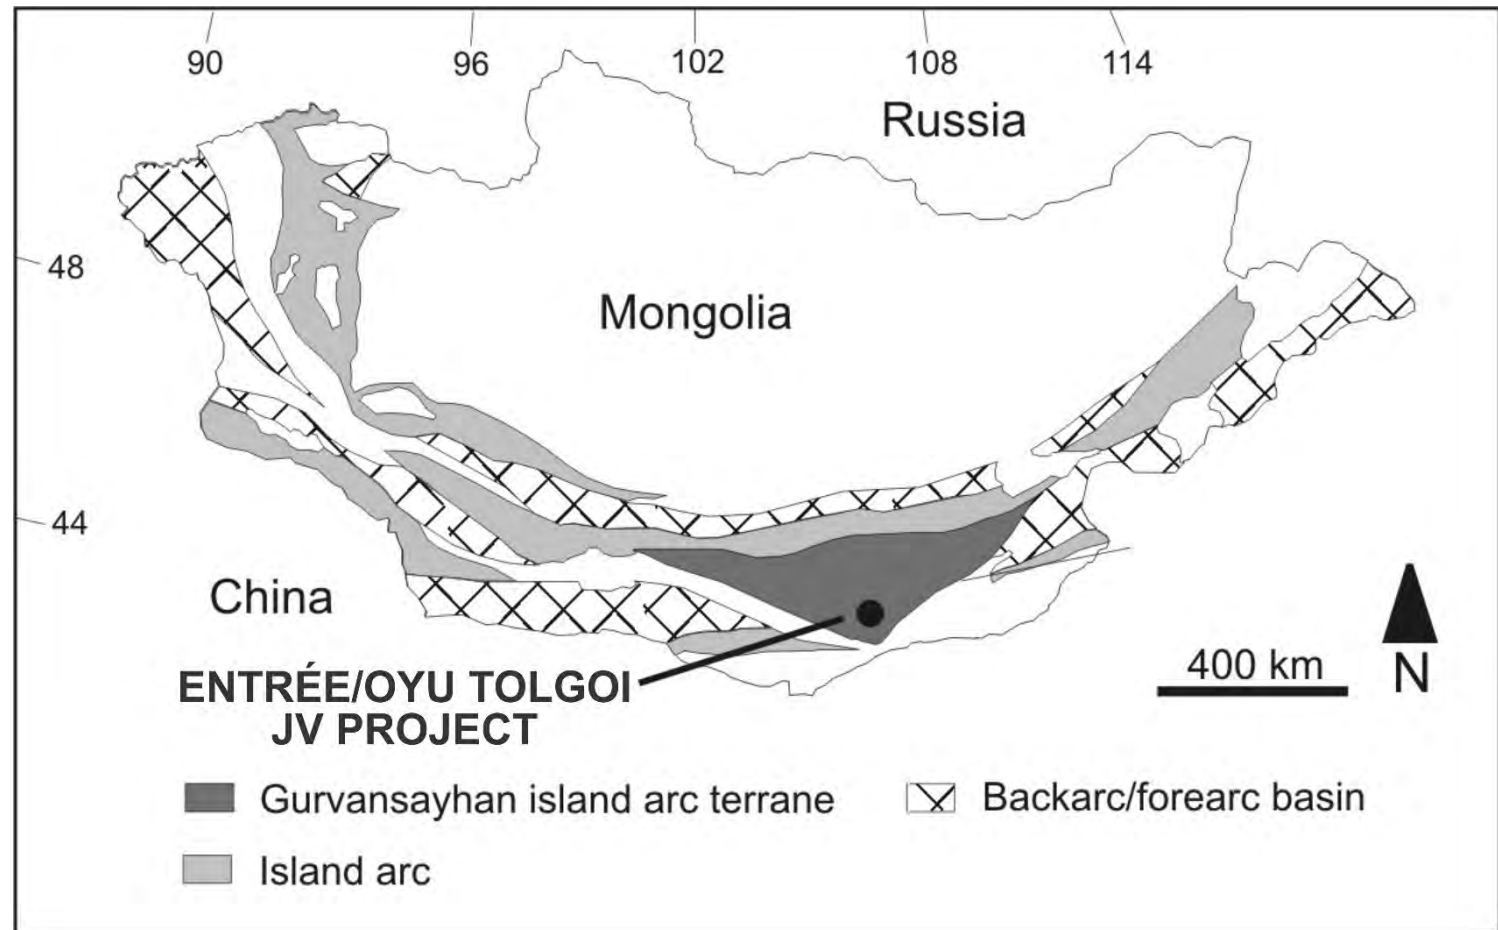 90 96 102 108 114
Russia
48
Mongolia
44
China
ENTRÉE/OYU TOLGOI
JV PROJECT
400 km
N
Gurvansayhan island arc terrane
Backarc/forearc basin
Island arc